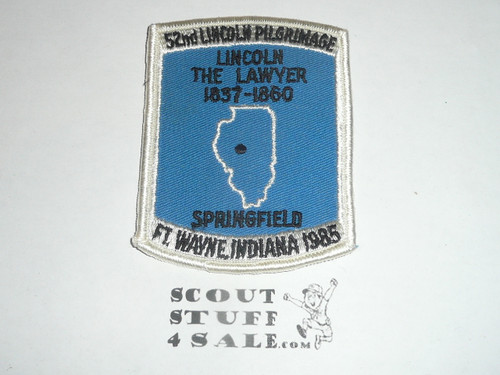 52nd LINCOLN PILGRIMAGE
LINCOLN
THE LAWYER
1837-1860
SPRINGFIELD
FT. WAYNE, INDIANA 1985
SCOUT
STUFF
4 SALE.COM